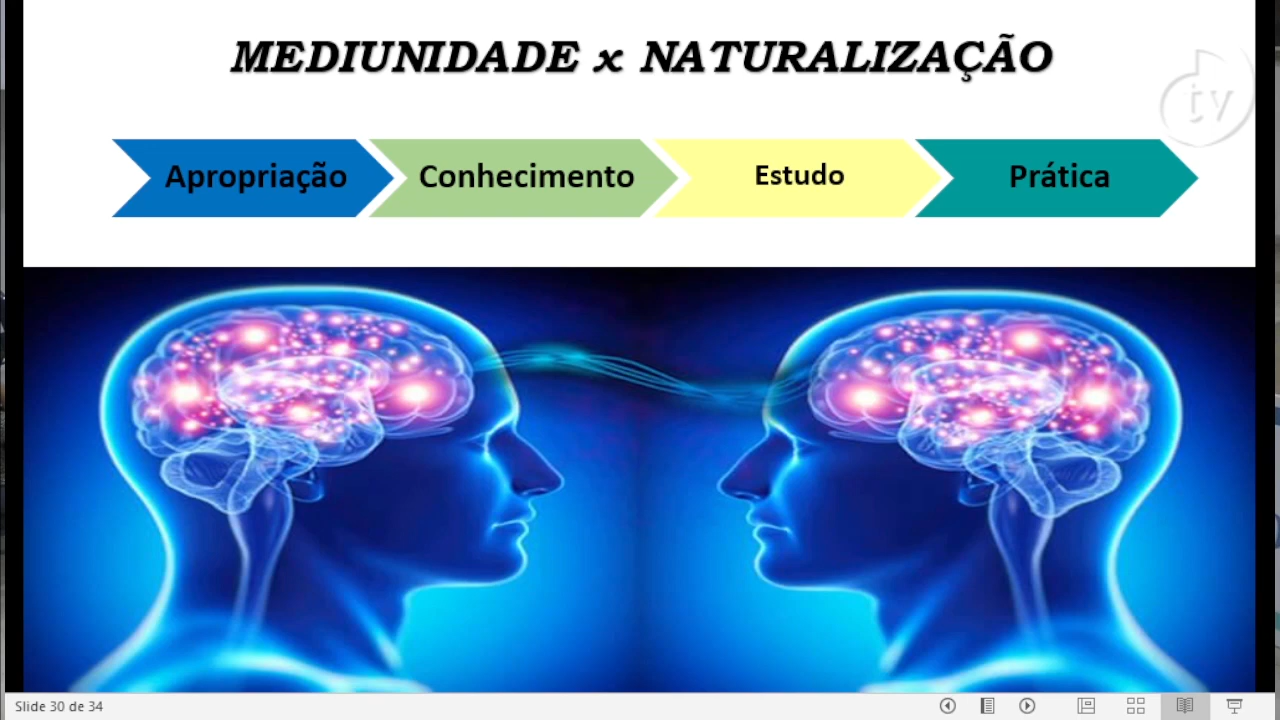 MEDIUNIDADE x NATURALIZAÇÃO
tv
Apropriação
Conhecimento
Estudo
Prática
Slide 30 de 34